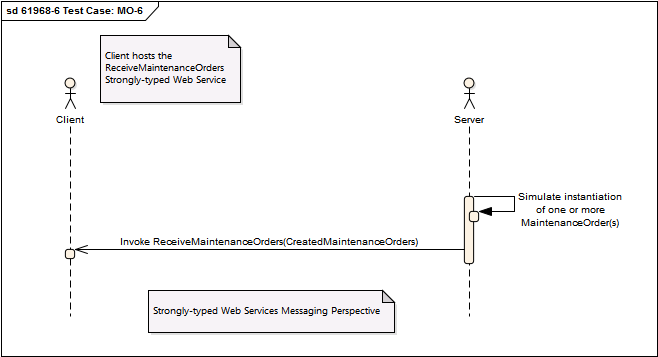 sd 61968-6 Test Case: MO-6
Client hosts the
ReceiveMaintenanceOrders
Strongly-typed Web Service
Client
Server
Simulate instantiation
of one or more
MaintenanceOrder(s)
Invoke ReceiveMaintenanceOrders(CreatedMaintenanceOrders)
Strongly-typed Web Services Messaging Perspective